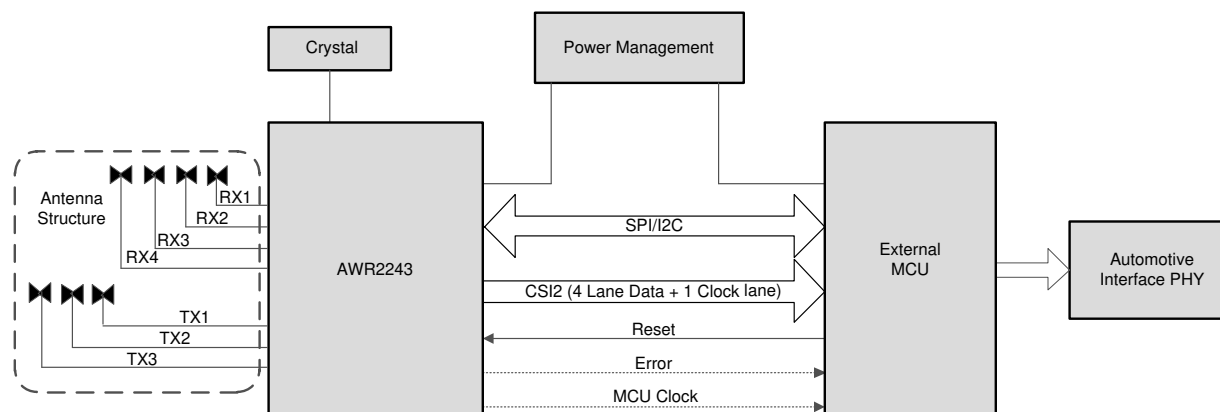 Crystal
Power Management
Antenna
Structure
RX1
RX2
RX3
RX4
TX1
TX2
TX3
AWR2243
SPI/I2C
CSI2 (4 Lane Data + 1 Clock lane)
Reset
Error
MCU Clock
External
MCU
Automotive
Interface PHY